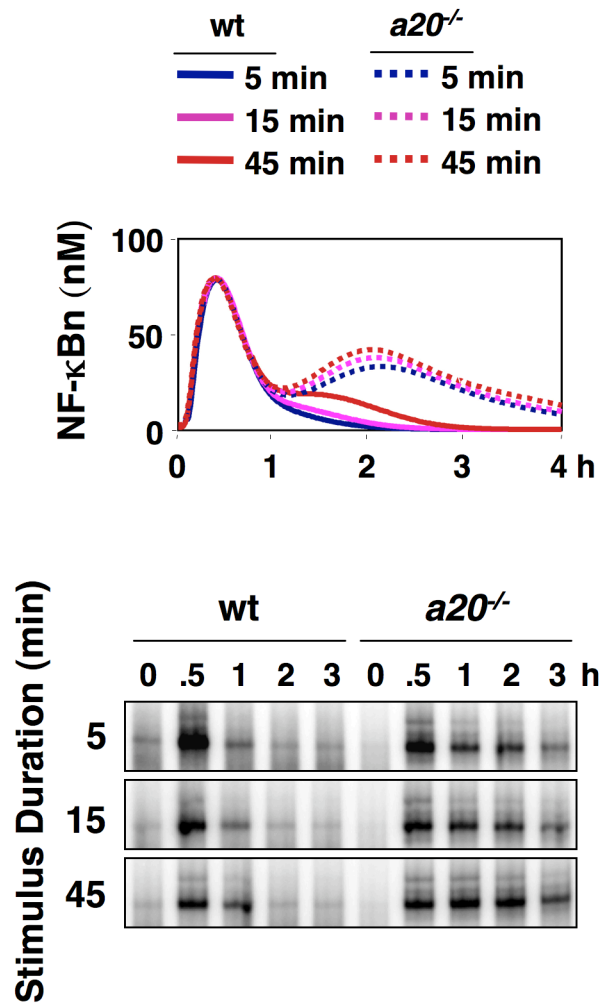 wt a20-/-
5 min 5 min
15 min 15 min
45 min 45 min
NF-κBn (nM)
100
50
0
0 1 2 3 4 h
Stimulus Duration (min)
wt a20-/-
0 .5 1 2 3 0 .5 1 2 3 h
5
15
45